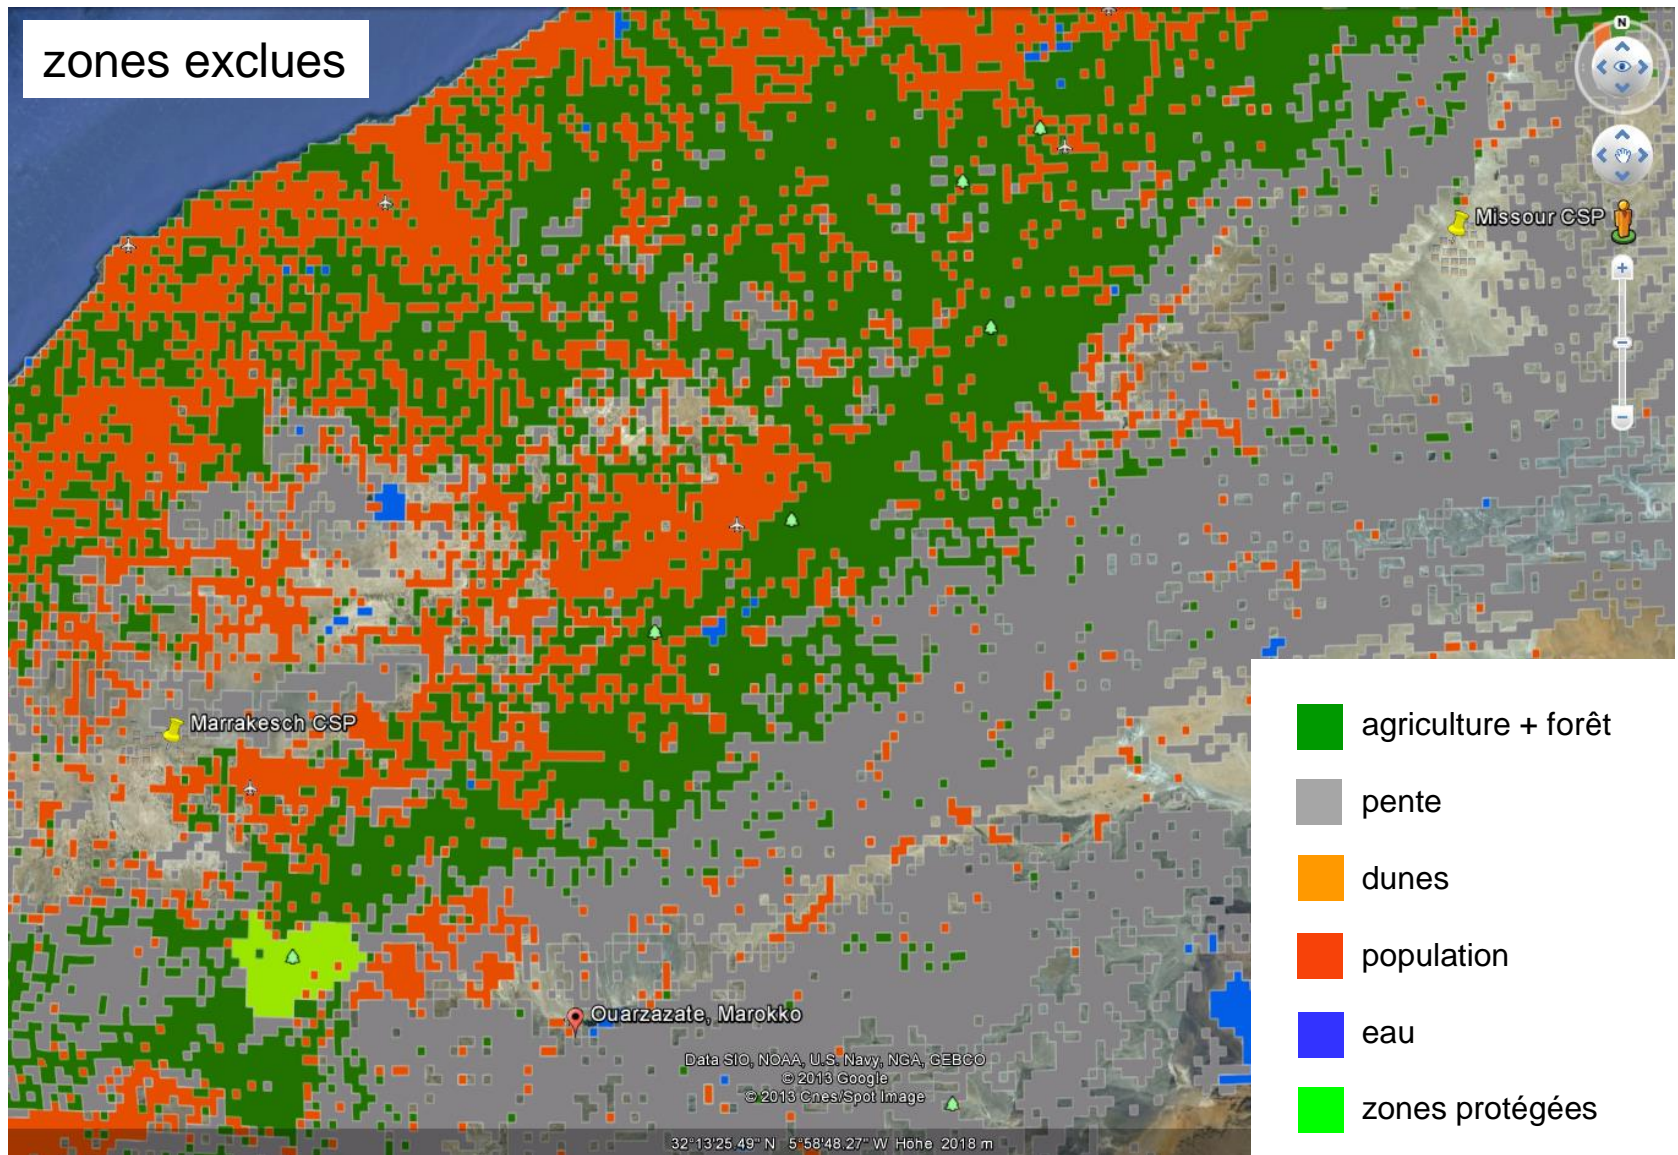 zones exclues
N
Missour CSP
Marrakesch CSP
Ouarzazate, Marokko
agriculture + forêt
pente
dunes
population
eau
zones protégées
Data SIO, NOAA, U.S. Navy, NGA, GEBCO
© 2013 Google
© 2013 Cnes/Spot Image
32°13'25.49" N 5°58'48.27" W Höhe 2018 m